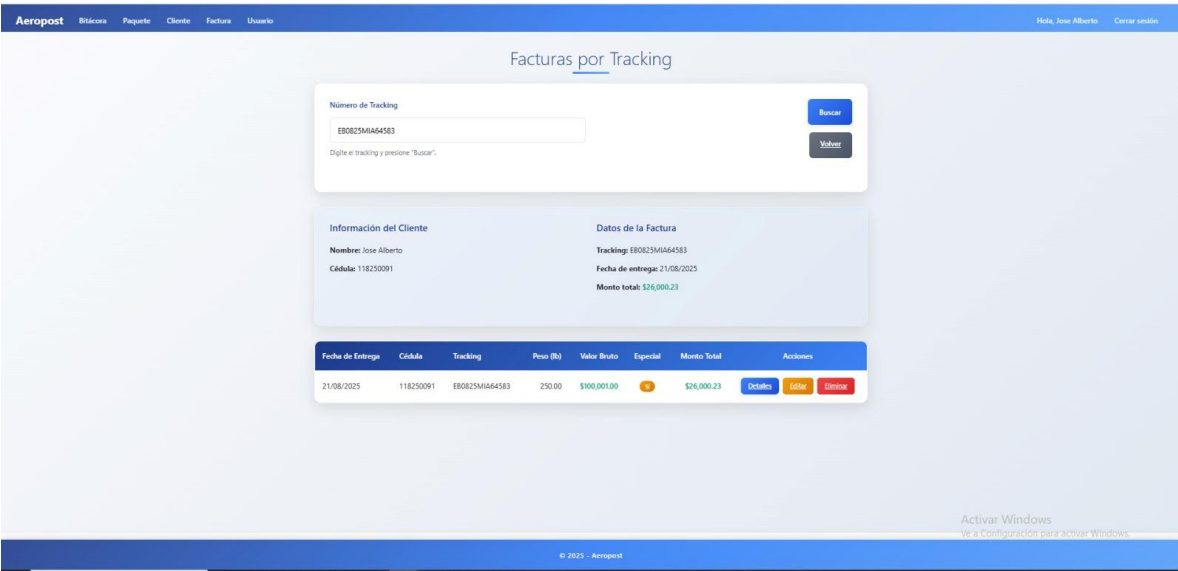 Aeropost Bitácora Paquete Cliente Factura Usuario Hola, Jose Alberto Cerrar sesión
Facturas por Tracking
Número de Tracking
Buscar
EB0825MIA64583
Volver
Digite el tracking y presione "Buscar".
Información del Cliente
Nombre: Jose Alberto
Cédula: 118250091
Datos de la Factura
Tracking: EB0825MIA64583
Fecha de entrega: 21/08/2025
Monto total: $26,000.23
Fecha de Entrega Cédula Tracking Peso (lb) Valor Bruto Especial Monto Total Acciones
21/08/2025 118250091 EB0825MIA64583 250.00 $100,001.00 $26,000.23 Detalles Editar Eliminar
Activar Windows
Ve a Configuración para activar Windows.
© 2025 - Aeropost